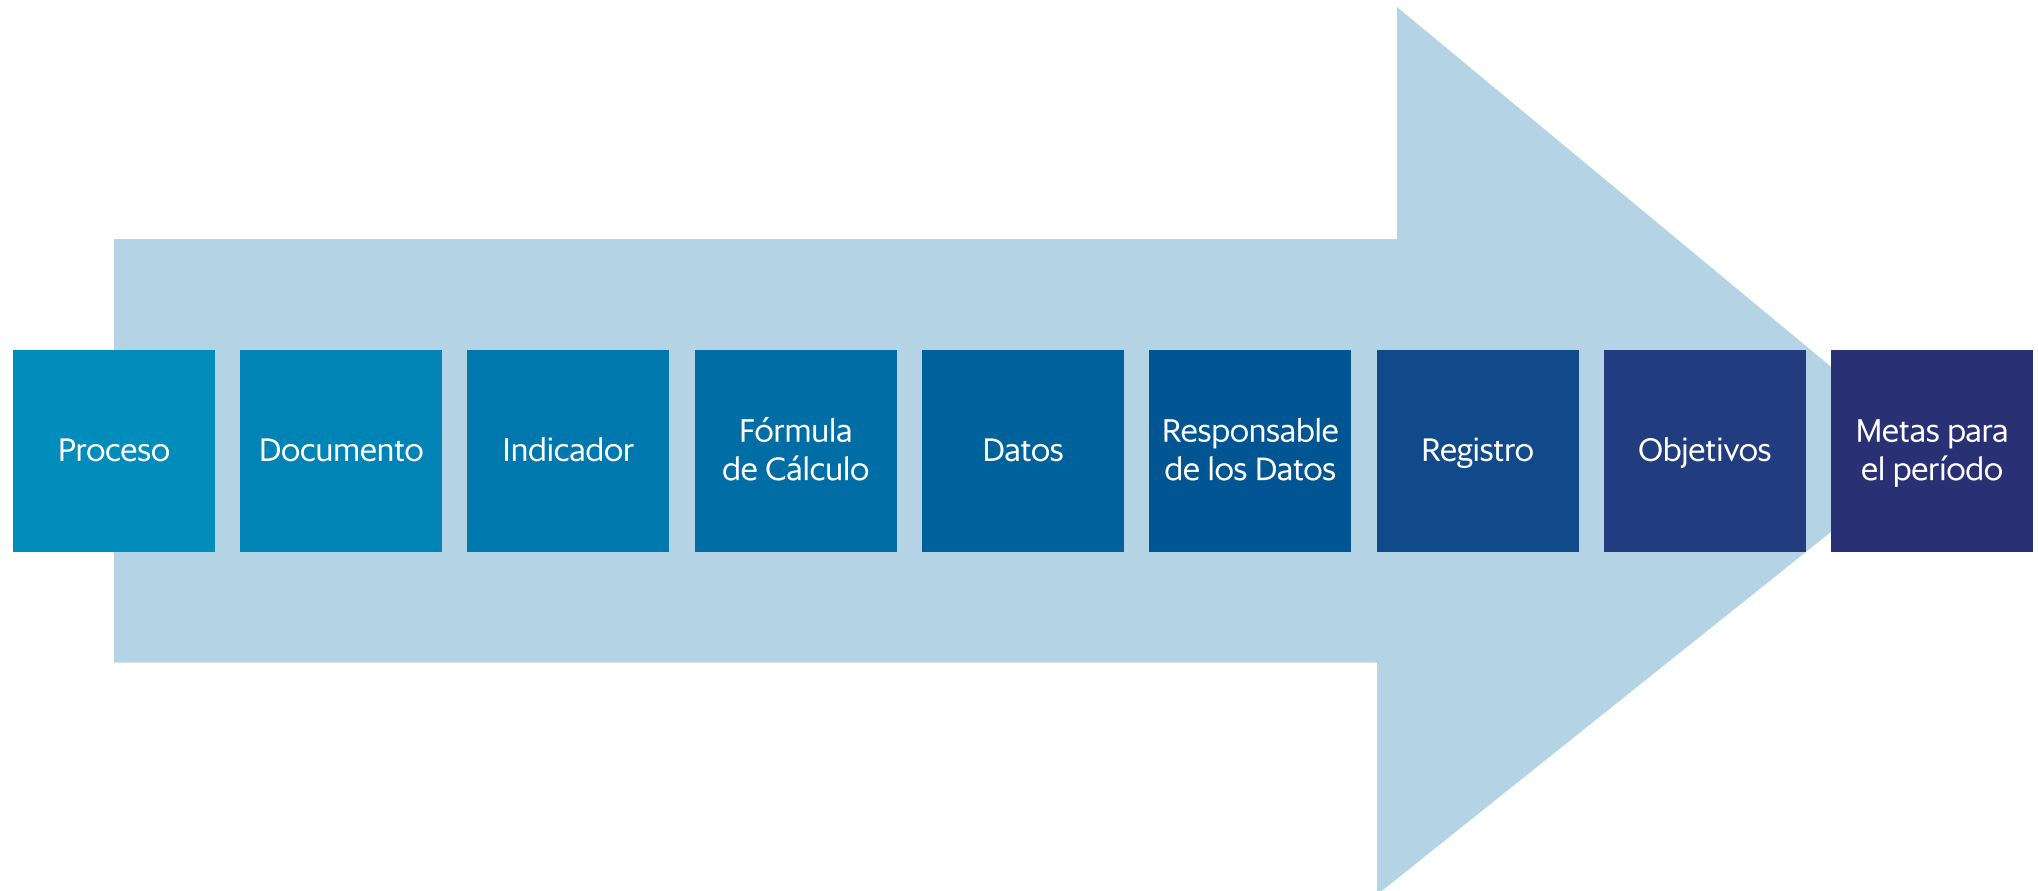 Proceso
Documento
Indicador
Fórmula
de Cálculo
Datos
Responsable
de los Datos
Registro
Objetivos
Metas para
el período